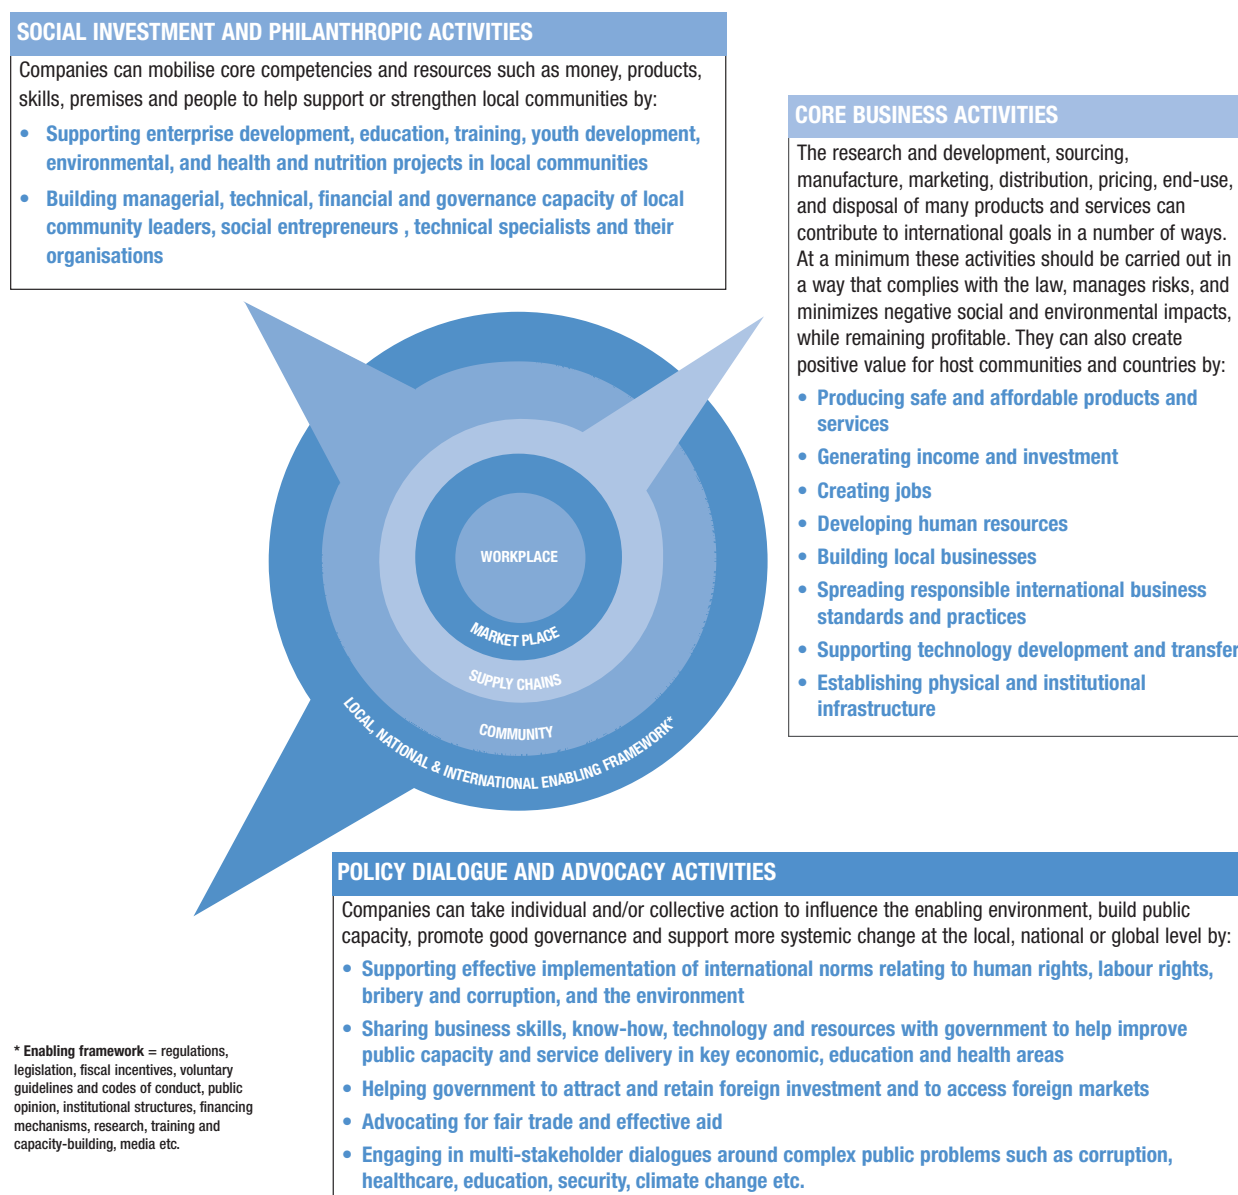 SOCIAL INVESTMENT AND PHILANTHROPIC ACTIVITIES
Companies can mobilise core competencies and resources such as money, products,
skills, premises and people to help support or strengthen local communities by:
• Supporting enterprise development, education, training, youth development,
environmental, and health and nutrition projects in local communities
• Building managerial, technical, financial and governance capacity of local
community leaders, social entrepreneurs , technical specialists and their
organisations
CORE BUSINESS ACTIVITIES
The research and development, sourcing,
manufacture, marketing, distribution, pricing, end-use,
and disposal of many products and services can
contribute to international goals in a number of ways.
At a minimum these activities should be carried out in
a way that complies with the law, manages risks, and
minimizes negative social and environmental impacts,
while remaining profitable. They can also create
positive value for host communities and countries by:
• Producing safe and affordable products and
services
• Generating income and investment
• Creating jobs
• Developing human resources
• Building local businesses
• Spreading responsible international business
standards and practices
• Supporting technology development and transfer
• Establishing physical and institutional
infrastructure
WORKPLACE
MARKET PLACE
SUPPLY CHAINS
COMMUNITY
LOCAL, NATIONAL & INTERNATIONAL ENABLING FRAMEWORK*
POLICY DIALOGUE AND ADVOCACY ACTIVITIES
Companies can take individual and/or collective action to influence the enabling environment, build public
capacity, promote good governance and support more systemic change at the local, national or global level by:
• Supporting effective implementation of international norms relating to human rights, labour rights,
bribery and corruption, and the environment
• Sharing business skills, know-how, technology and resources with government to help improve
public capacity and service delivery in key economic, education and health areas
• Helping government to attract and retain foreign investment and to access foreign markets
• Advocating for fair trade and effective aid
• Engaging in multi-stakeholder dialogues around complex public problems such as corruption,
healthcare, education, security, climate change etc.
* Enabling framework = regulations,
legislation, fiscal incentives, voluntary
guidelines and codes of conduct, public
opinion, institutional structures, financing
mechanisms, research, training and
capacity-building, media etc.